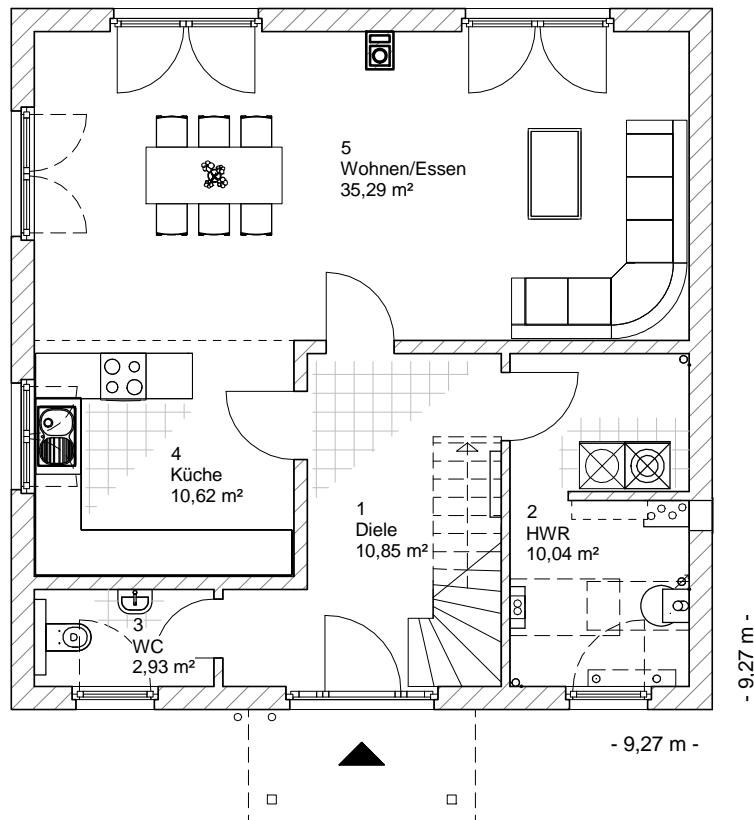 5
Wohnen/Essen
35,29 m²
4
Küche
10,62 m²
1
Diele
10,85 m²
2
HWR
10,04 m²
3
WC
2,93 m²
- 9,27 m -
- 9,27 m -